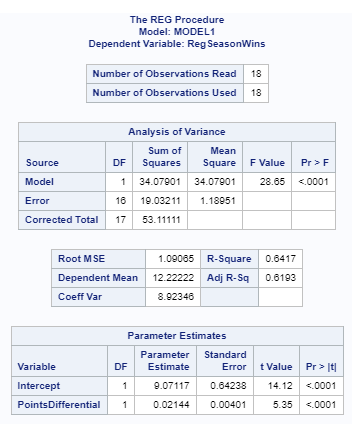 The REG Procedure
Model: MODEL1
Dependent Variable: RegSeasonWins
Number of Observations Read 18
Number of Observations Used 18
Analysis of Variance
Source DF Sum of Squares Mean Square F Value Pr > F
Model 1 34.07901 34.07901 28.65 <.0001
Error 16 19.03211 1.18951
Corrected Total 17 53.11111
Root MSE 1.09065 R-Square 0.6417
Dependent Mean 12.22222 Adj R-Sq 0.6193
Coeff Var 8.92346
Parameter Estimates
Variable DF Parameter Estimate Standard Error t Value Pr > |t|
Intercept 1 9.07117 0.64238 14.12 <.0001
PointsDifferential 1 0.02144 0.00401 5.35 <.0001